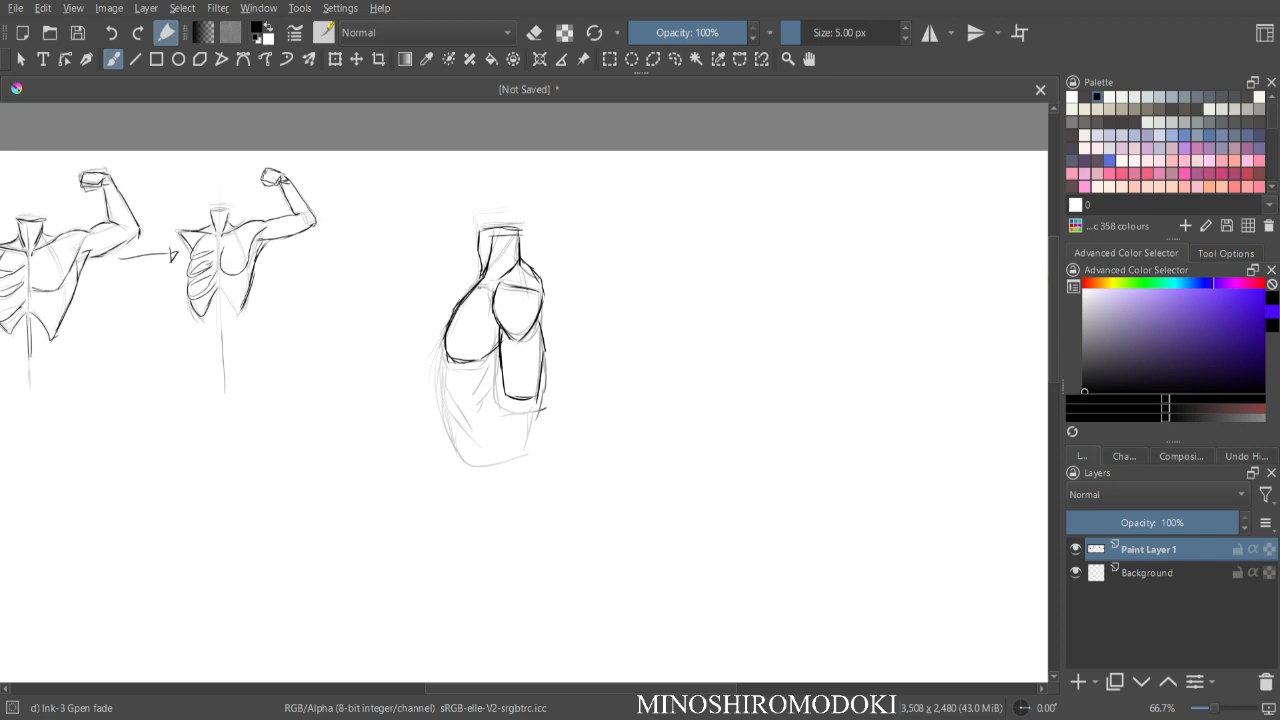 File Edit View Image Layer Select Filter Window Tools Settings Help
Normal Opacity: 100% Size: 5.00 px
[Not Saved] *
Palette
0
...c 358 colours
Advanced Color Selector Tool Options
Advanced Color Selector
L... Cha... Composi... Undo Hi...
Layers
Normal
Opacity: 100%
Paint Layer 1
Background
d) Ink-3 Gpen fade RGB/Alpha (8-bit integer/channel) sRGB-elle-V2-srgbtrc.icc MINOSHIROMODOKI 3,508 x 2,480 (43.0 MiB) 0.00° 66.7%